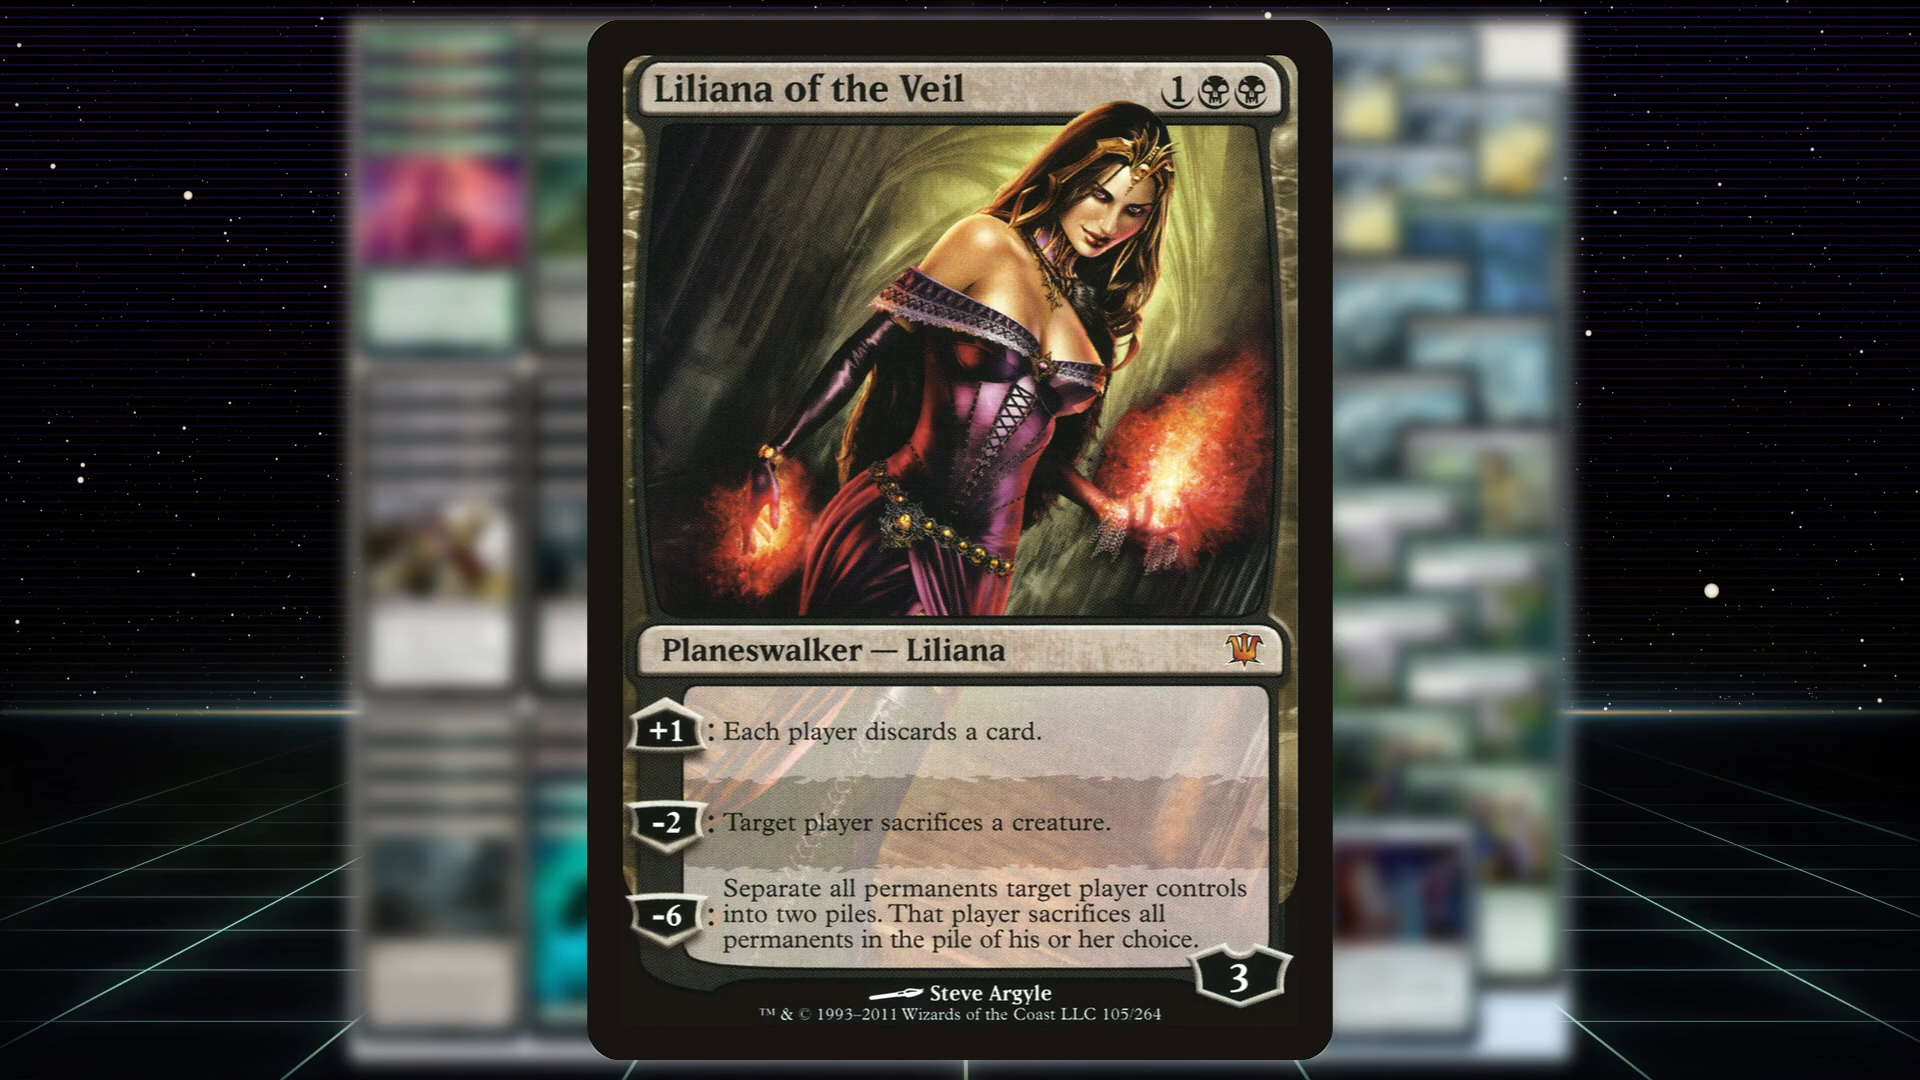 Liliana of the Veil 1
Planeswalker — Liliana
+1 : Each player discards a card.
-2 : Target player sacrifices a creature.
-6 : Separate all permanents target player controls
into two piles. That player sacrifices all
permanents in the pile of his or her choice.
3
Steve Argyle
™ & © 1993–2011 Wizards of the Coast LLC 105/264